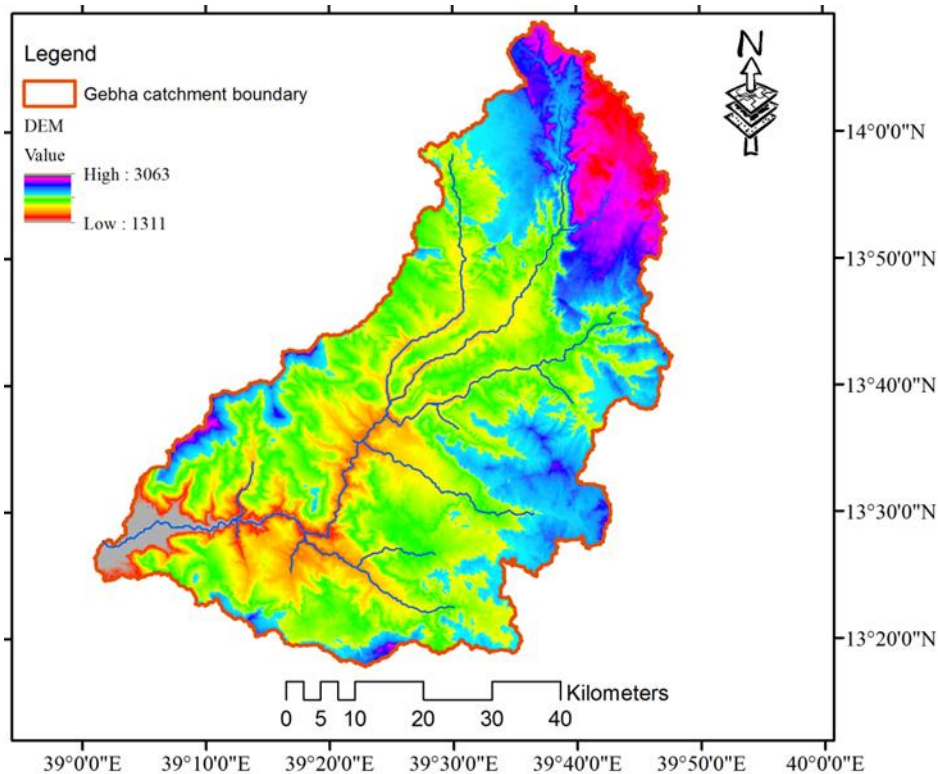 Legend
Gebha catchment boundary
DEM
Value
High : 3063
Low : 1311
N
14°0'0"N
13°50'0"N
13°40'0"N
13°30'0"N
13°20'0"N
Kilometers
0 5 10 20 30 40
39°0'0"E 39°10'0"E 39°20'0"E 39°30'0"E 39°40'0"E 39°50'0"E 40°0'0"E